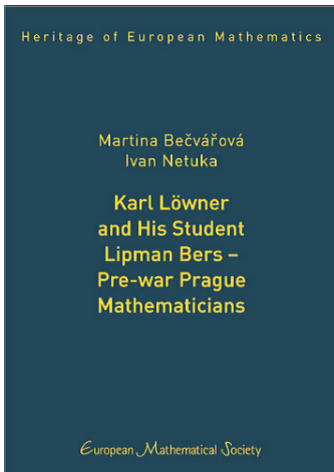 Heritage of European Mathematics
Martina Bečvářová
Ivan Netuka
Karl Löwner
and His Student
Lipman Bers –
Pre-war Prague
Mathematicians
European Mathematical Society